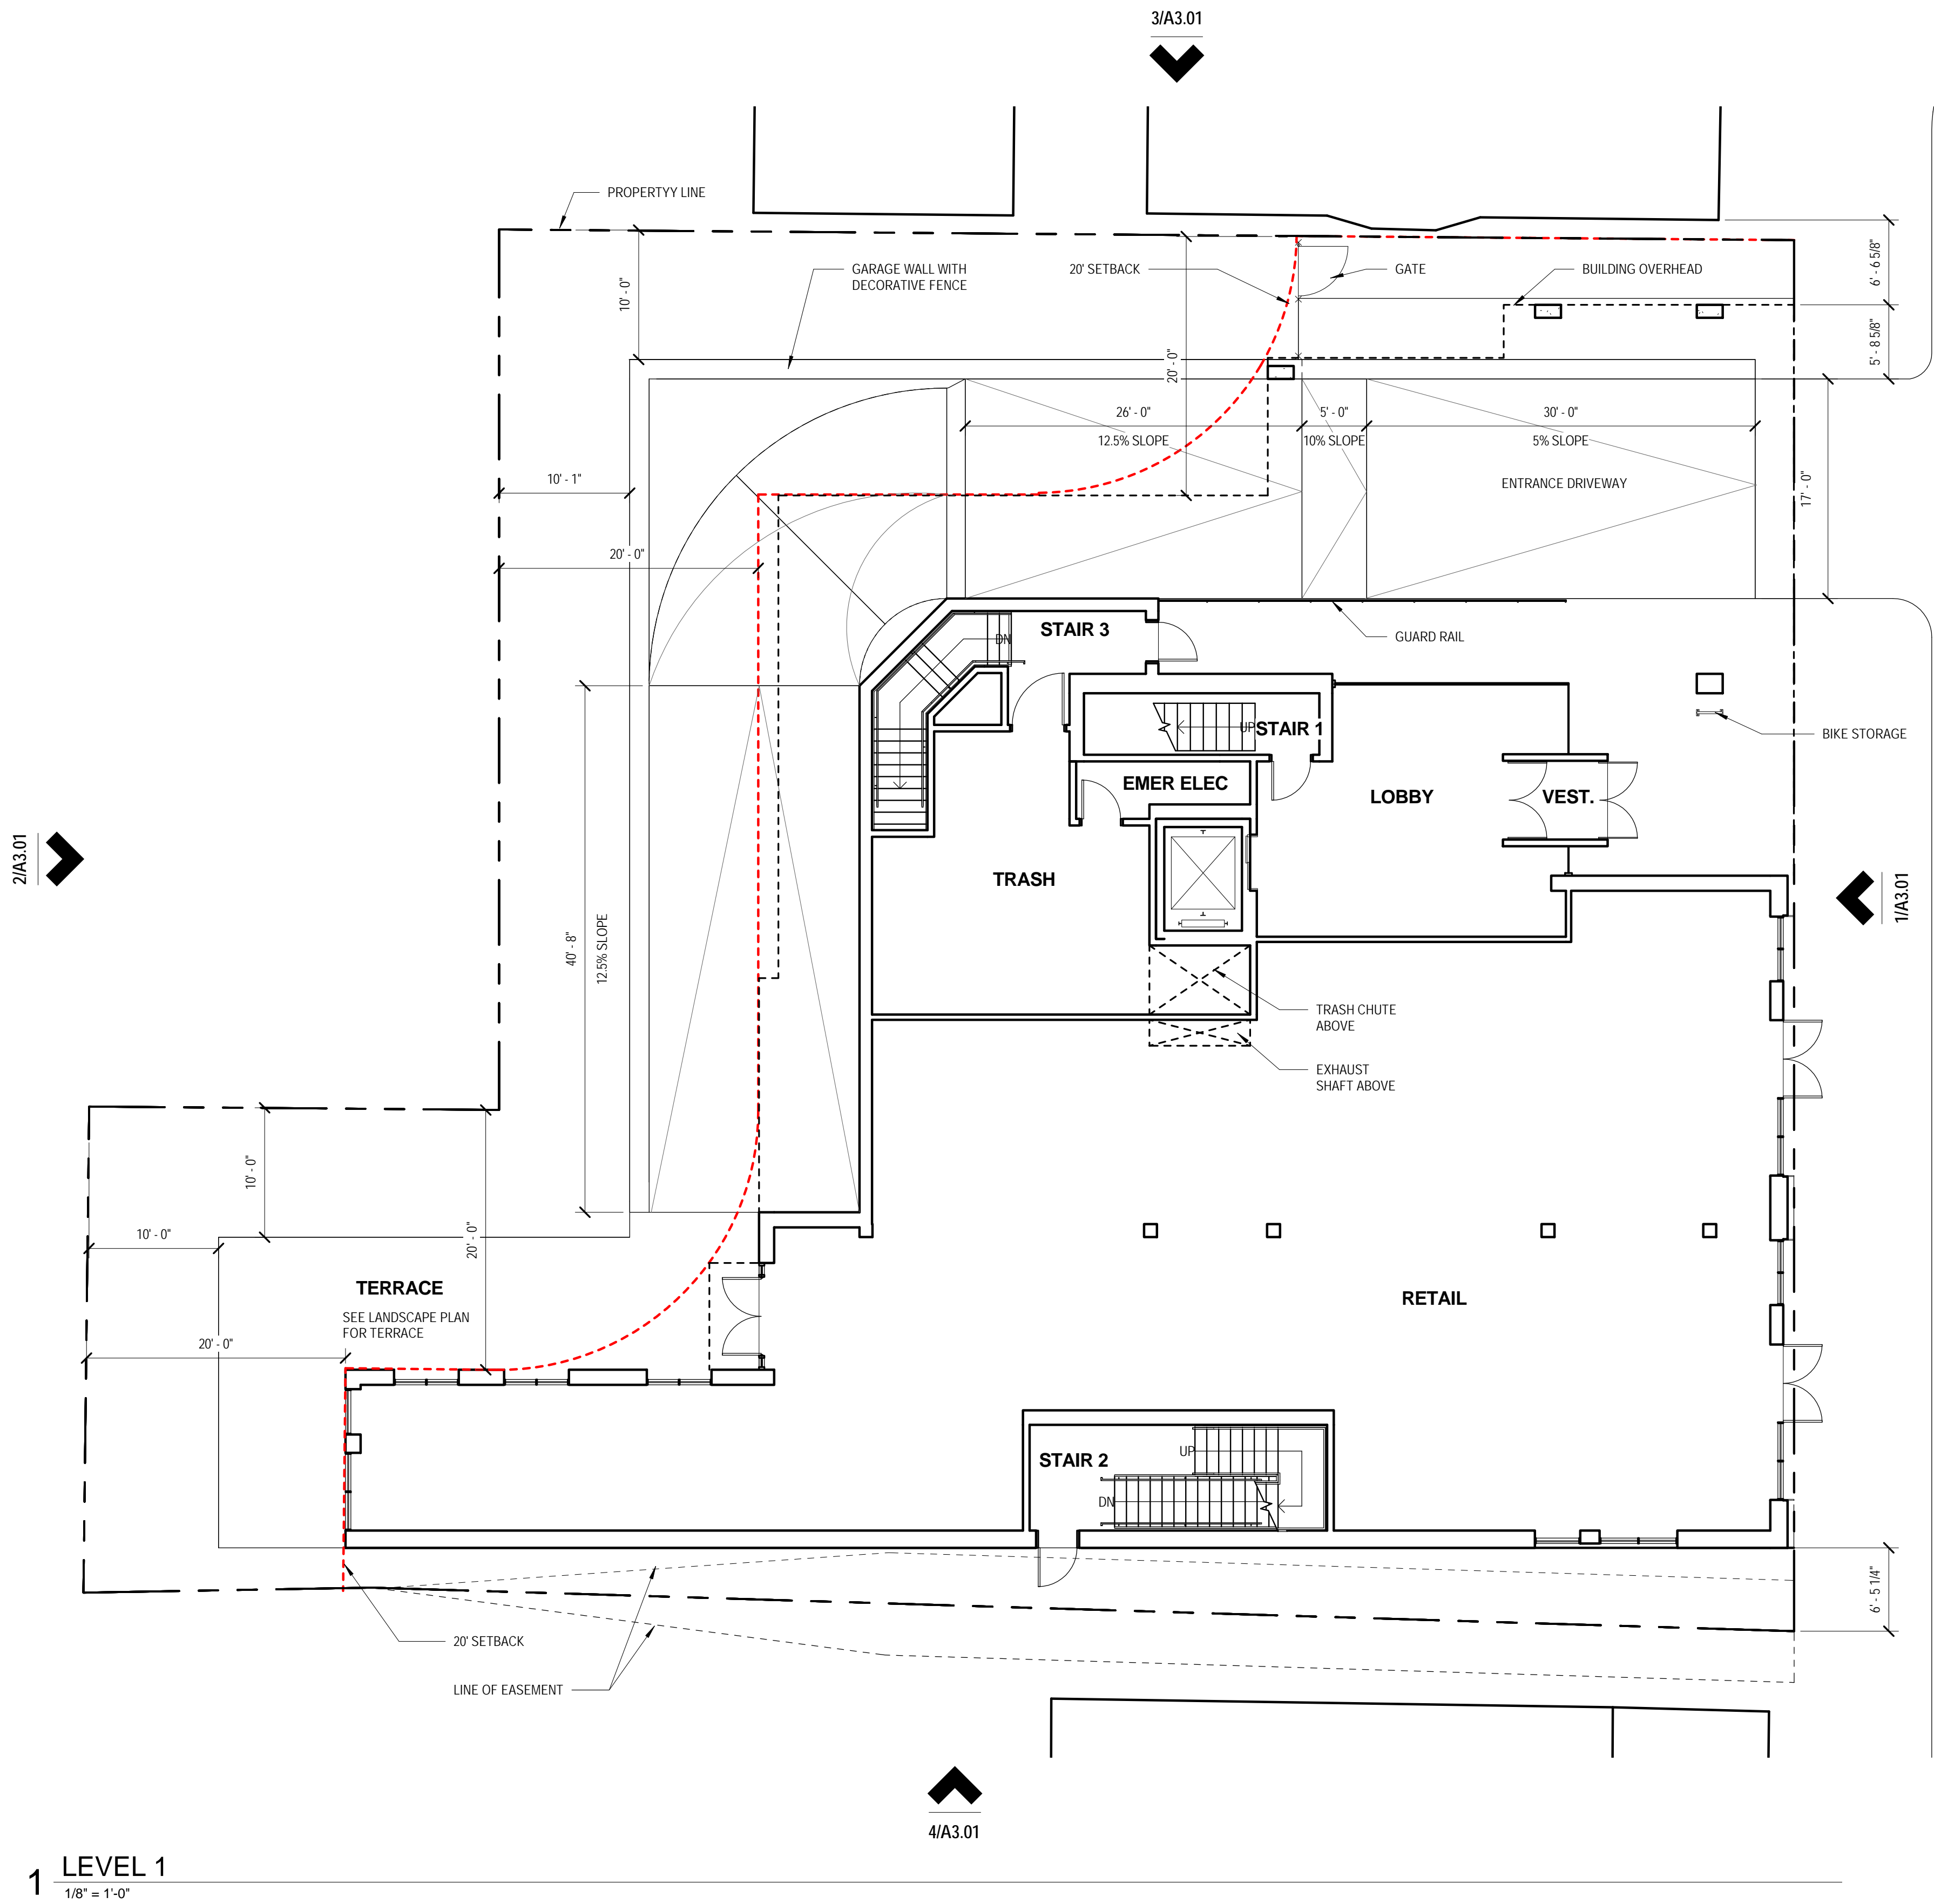 3/A3.01
PROPERTYY LINE
6' - 6 5/8"
GARAGE WALL WITH
DECORATIVE FENCE
20' SETBACK
GATE
BUILDING OVERHEAD
10' - 0"
5' - 8 5/8"
20' - 0"
26' - 0"
5' - 0"
30' - 0"
12.5% SLOPE
10% SLOPE
5% SLOPE
10' - 1"
ENTRANCE DRIVEWAY
17' - 0"
20' - 0"
STAIR 3
DN
GUARD RAIL
UP
STAIR 1
BIKE STORAGE
EMER ELEC
LOBBY
VEST.
2/A3.01
TRASH
1/A3.01
40' - 8"
12.5% SLOPE
TRASH CHUTE
ABOVE
EXHAUST
SHAFT ABOVE
10' - 0"
10' - 0"
20' - 0"
TERRACE
RETAIL
SEE LANDSCAPE PLAN
FOR TERRACE
20' - 0"
UP
STAIR 2
DN
6' - 5 1/4"
20' SETBACK
LINE OF EASEMENT
4/A3.01
1 LEVEL 1
1/8" = 1'-0"